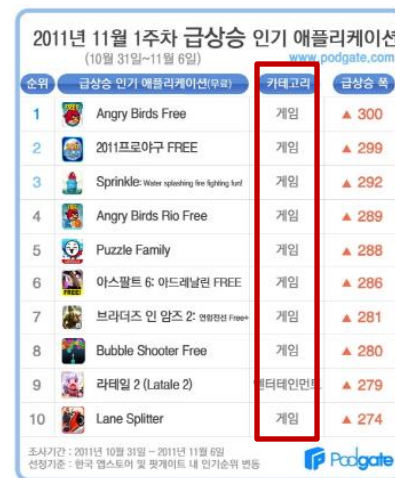 2011년 11월 1주차 급상승 인기 애플리케이션
(10월 31일~11월 6일) www.podgate.com
순위 급상승 인기 애플리케이션(무료) 카테고리 급상승 폭
1 Angry Birds Free 게임 ▲ 300
2 2011프로야구 FREE 게임 ▲ 299
3 Sprinkle: Water splashing fire fighting fun! 게임 ▲ 292
4 Angry Birds Rio Free 게임 ▲ 289
5 Puzzle Family 게임 ▲ 288
6 아스팔트 6: 아드레날린 FREE 게임 ▲ 286
7 브라더즈 인 암즈 2: 연합전선 Free+ 게임 ▲ 281
8 Bubble Shooter Free 게임 ▲ 280
9 라테일 2 (Latale 2) 엔터테인먼트 ▲ 279
10 Lane Splitter 게임 ▲ 274
조사기간 : 2011년 10월 31일 - 2011년 11월 6일
선정기준 : 한국 앱스토어 및 팟게이트 내 인기순위 변동
Podgate